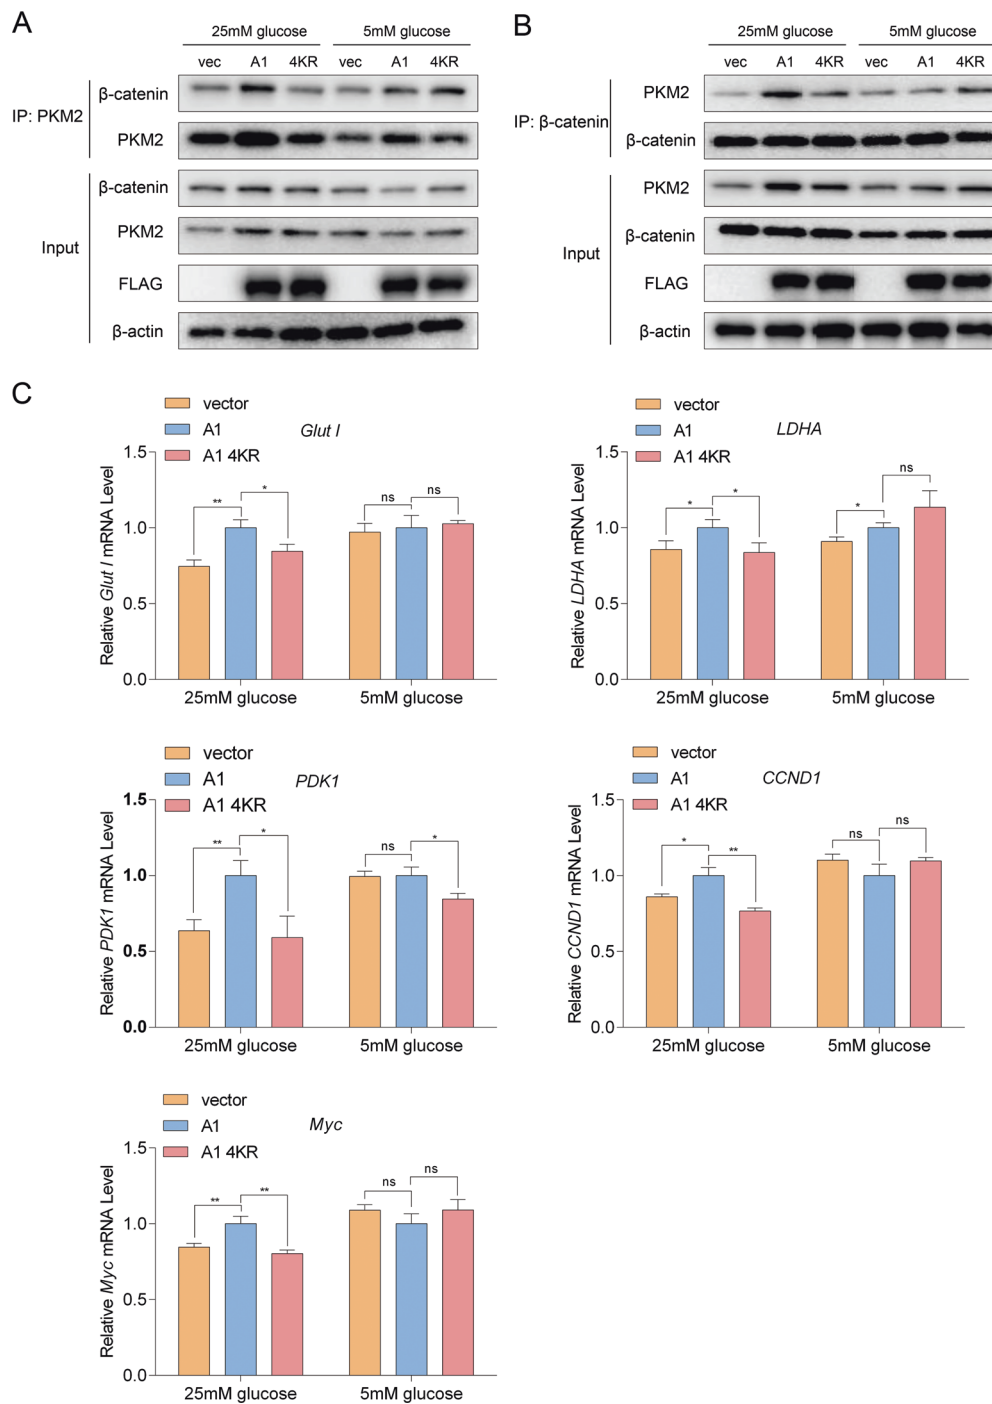 A
25mM glucose 5mM glucose
vec A1 4KR vec A1 4KR
IP: PKM2
β-catenin
PKM2
Input
β-catenin
PKM2
FLAG
β-actin
B
25mM glucose 5mM glucose
vec A1 4KR vec A1 4KR
IP: β-catenin
PKM2
β-catenin
Input
PKM2
β-catenin
FLAG
β-actin
C
vector
A1
A1 4KR
Glut I
Relative Glut I mRNA Level
1.5
1.0
0.5
0.0
** * ns ns
25mM glucose 5mM glucose
vector
A1
A1 4KR
LDHA
Relative LDHA mRNA Level
1.5
1.0
0.5
0.0
* * * ns
25mM glucose 5mM glucose
vector
A1
A1 4KR
PDK1
Relative PDK1 mRNA Level
1.5
1.0
0.5
0.0
** * ns *
25mM glucose 5mM glucose
vector
A1
A1 4KR
CCND1
Relative CCND1 mRNA Level
1.5
1.0
0.5
0.0
* ** ns ns
25mM glucose 5mM glucose
vector
A1
A1 4KR
Myc
Relative Myc mRNA Level
1.5
1.0
0.5
0.0
** ** ns ns
25mM glucose 5mM glucose